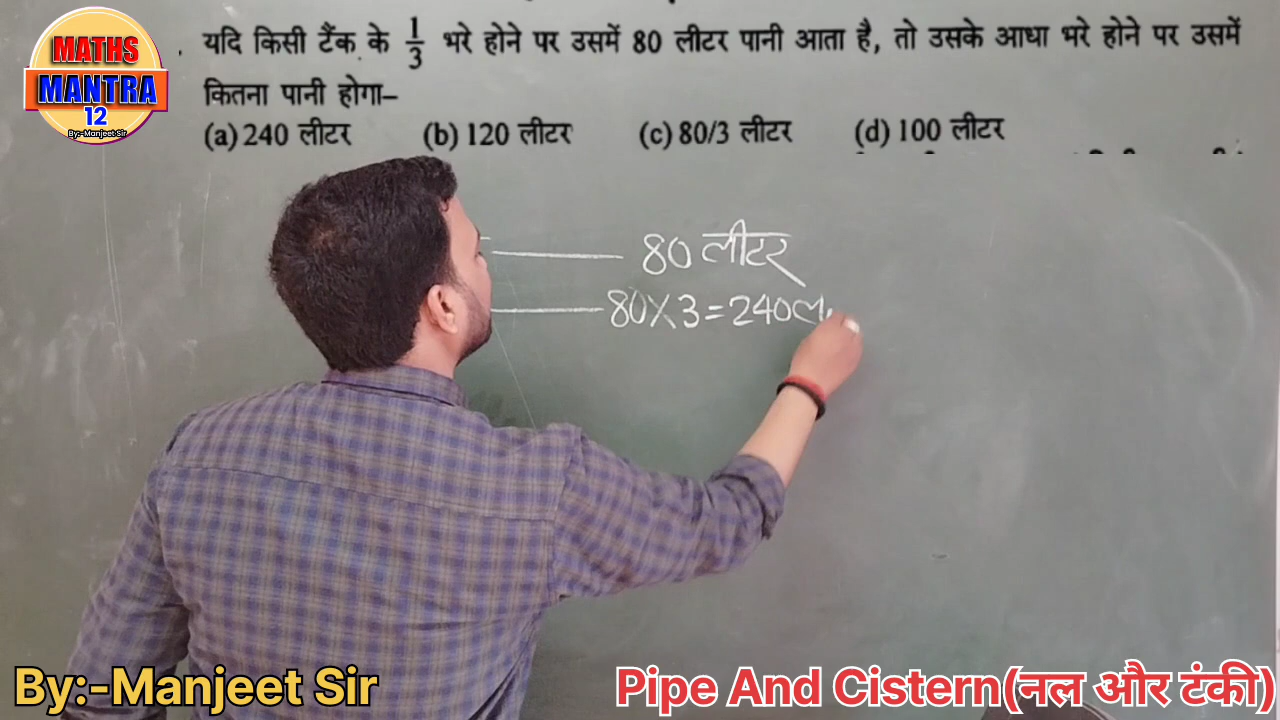 MATHS
MANTRA
12
By:-Manjeet Sir
. यदि किसी टैंक के 1/3 भरे होने पर उसमें 80 लीटर पानी आता है, तो उसके आधा भरे होने पर उसमें
कितना पानी होगा–
(a) 240 लीटर (b) 120 लीटर (c) 80/3 लीटर (d) 100 लीटर
80 लीटर
80X3=240ल
By:-Manjeet Sir
Pipe And Cistern(नल और टंकी)